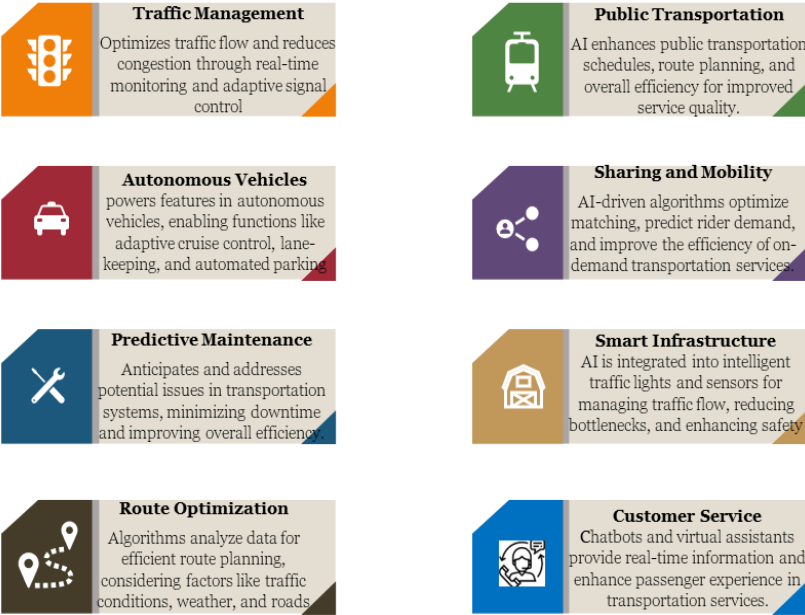 Traffic Management
Optimizes traffic flow and reduces
congestion through real-time
monitoring and adaptive signal
control
Public Transportation
AI enhances public transportation
schedules, route planning, and
overall efficiency for improved
service quality.
Autonomous Vehicles
powers features in autonomous
vehicles, enabling functions like
adaptive cruise control, lane-
keeping, and automated parking
Sharing and Mobility
AI-driven algorithms optimize
matching, predict rider demand,
and improve the efficiency of on-
demand transportation services.
Predictive Maintenance
Anticipates and addresses
potential issues in transportation
systems, minimizing downtime
and improving overall efficiency.
Smart Infrastructure
AI is integrated into intelligent
traffic lights and sensors for
managing traffic flow, reducing
bottlenecks, and enhancing safety
Route Optimization
Algorithms analyze data for
efficient route planning,
considering factors like traffic
conditions, weather, and roads.
Customer Service
Chatbots and virtual assistants
provide real-time information and
enhance passenger experience in
transportation services.